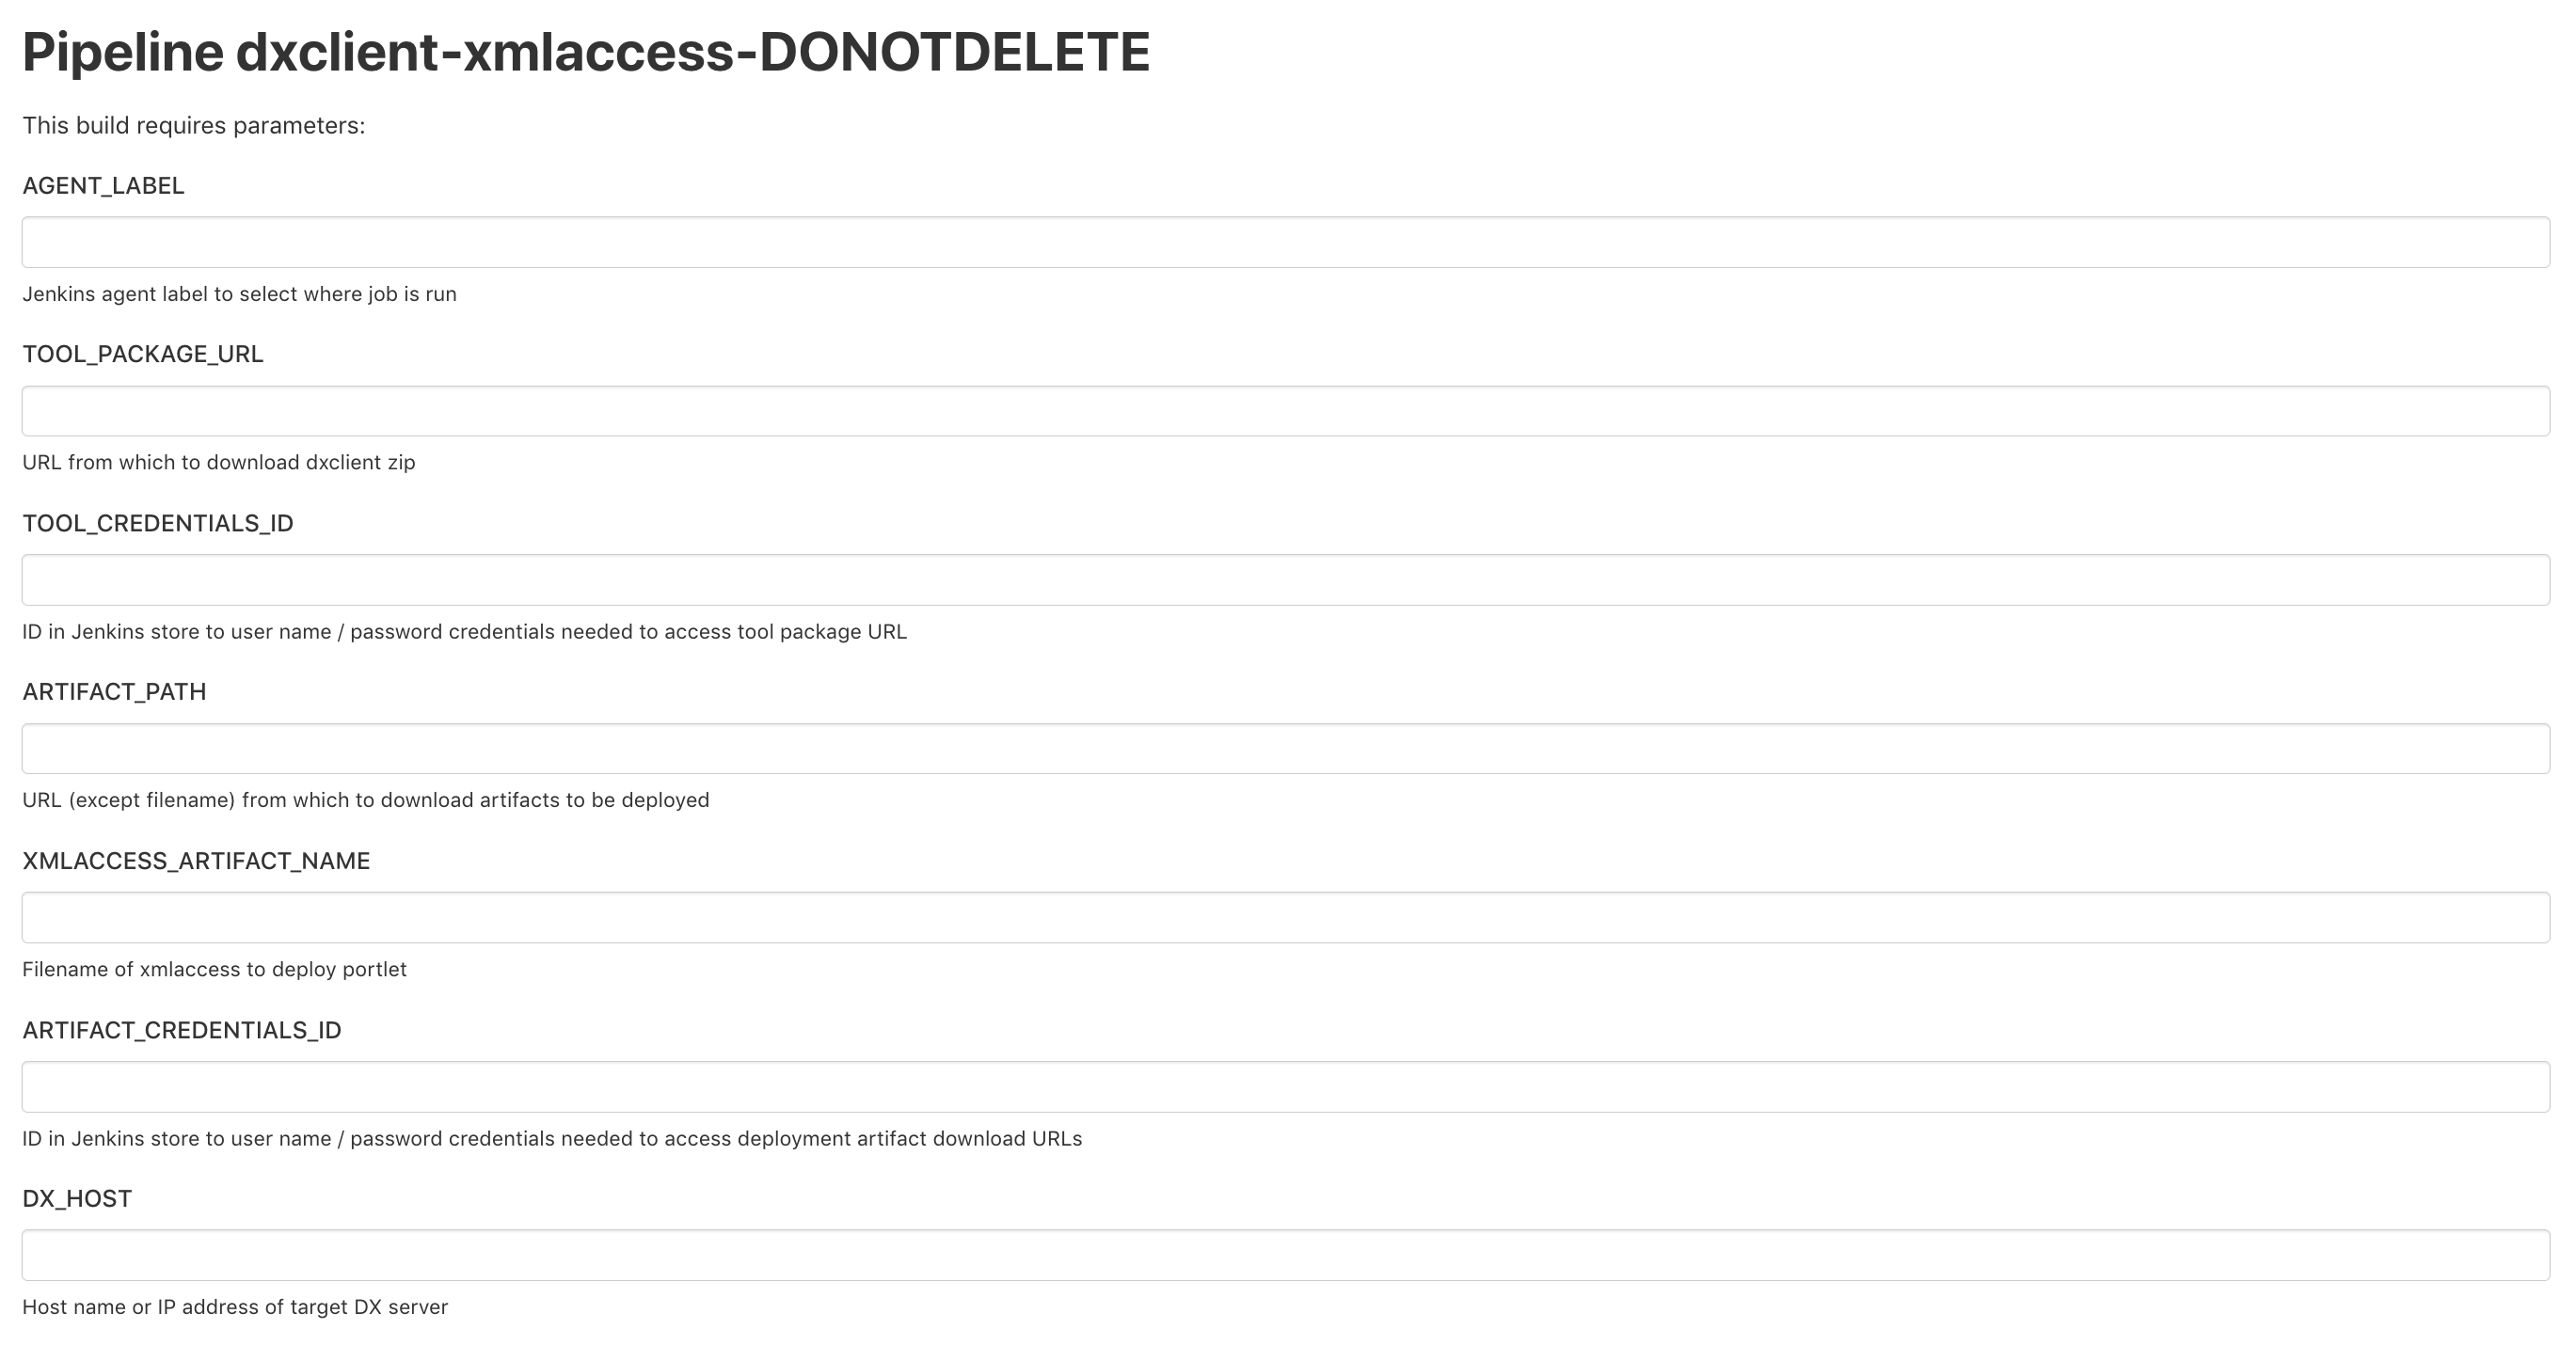 Pipeline dxclient-xmlaccess-DONOTDELETE
This build requires parameters:
AGENT_LABEL
Jenkins agent label to select where job is run
TOOL_PACKAGE_URL
URL from which to download dxclient zip
TOOL_CREDENTIALS_ID
ID in Jenkins store to user name / password credentials needed to access tool package URL
ARTIFACT_PATH
URL (except filename) from which to download artifacts to be deployed
XMLACCESS_ARTIFACT_NAME
Filename of xmlaccess to deploy portlet
ARTIFACT_CREDENTIALS_ID
ID in Jenkins store to user name / password credentials needed to access deployment artifact download URLs
DX_HOST
Host name or IP address of target DX server